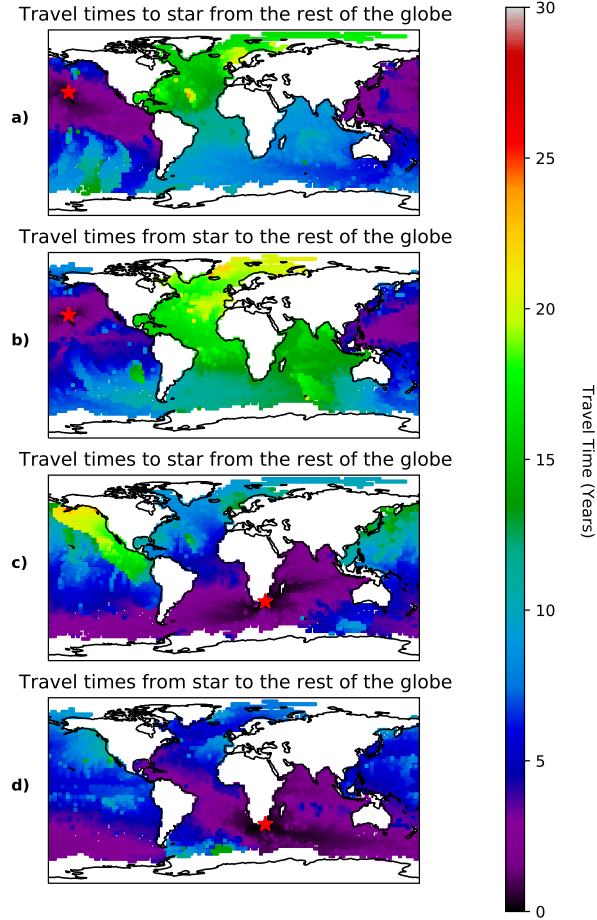 Travel times to star from the rest of the globe
a)
Travel times from star to the rest of the globe
b)
Travel times to star from the rest of the globe
c)
Travel times from star to the rest of the globe
d)
30
25
20
15
10
5
0
Travel Time (Years)